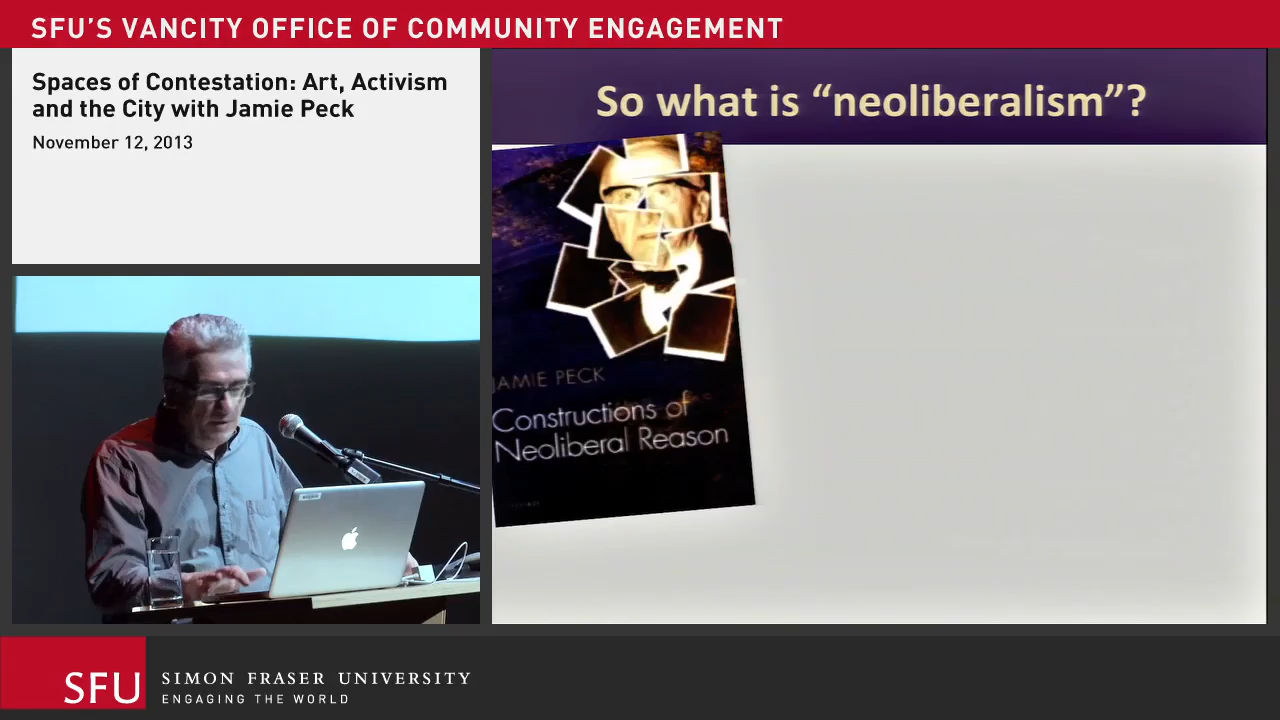 SFU'S VANCITY OFFICE OF COMMUNITY ENGAGEMENT
Spaces of Contestation: Art, Activism
and the City with Jamie Peck
November 12, 2013
So what is “neoliberalism”?
JAMIE PECK
Constructions of
Neoliberal Reason
SFU
SIMON FRASER UNIVERSITY
ENGAGING THE WORLD